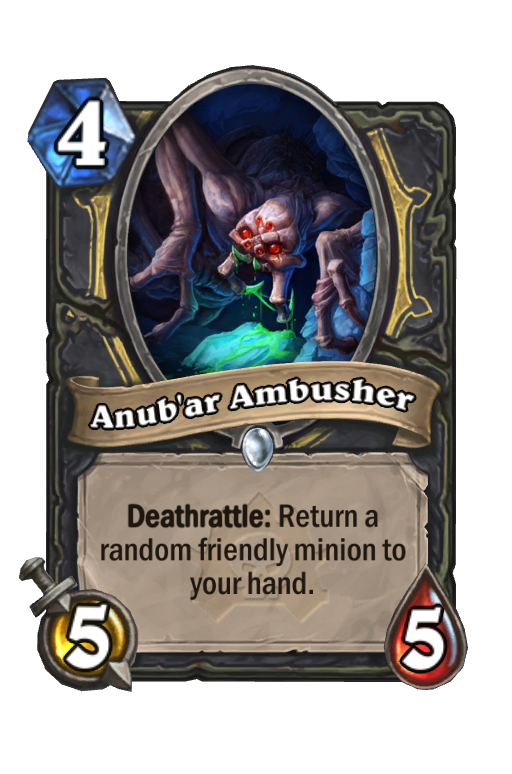 4
Anub'ar Ambusher
Deathrattle: Return a
random friendly minion to
your hand.
5
5